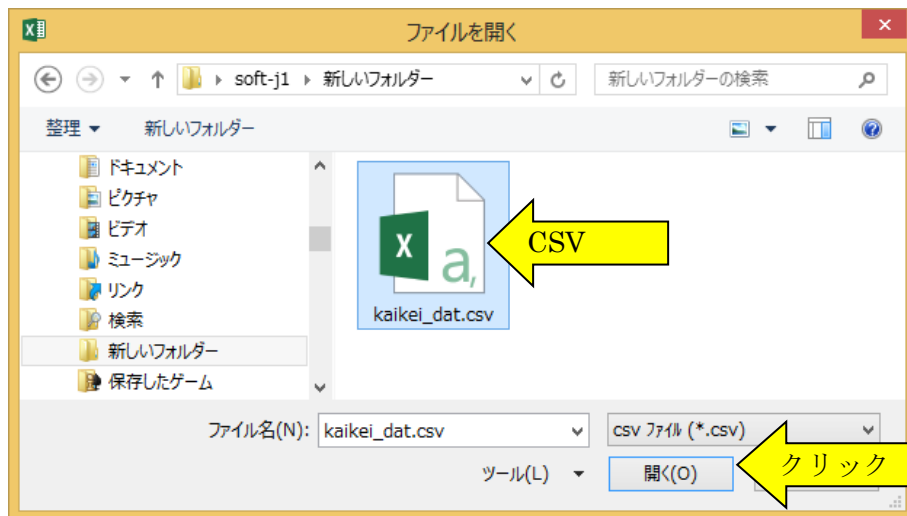 ファイルを開く
soft-j1 新しいフォルダー
新しいフォルダーの検索
整理 新しいフォルダー
ドキュメント
ピクチャ
ビデオ
ミュージック
リンク
検索
新しいフォルダー
保存したゲーム
kaikei_dat.csv
CSV
ファイル名(N): kaikei_dat.csv
csv ファイル (*.csv)
ツール(L) 開く(O)
クリック